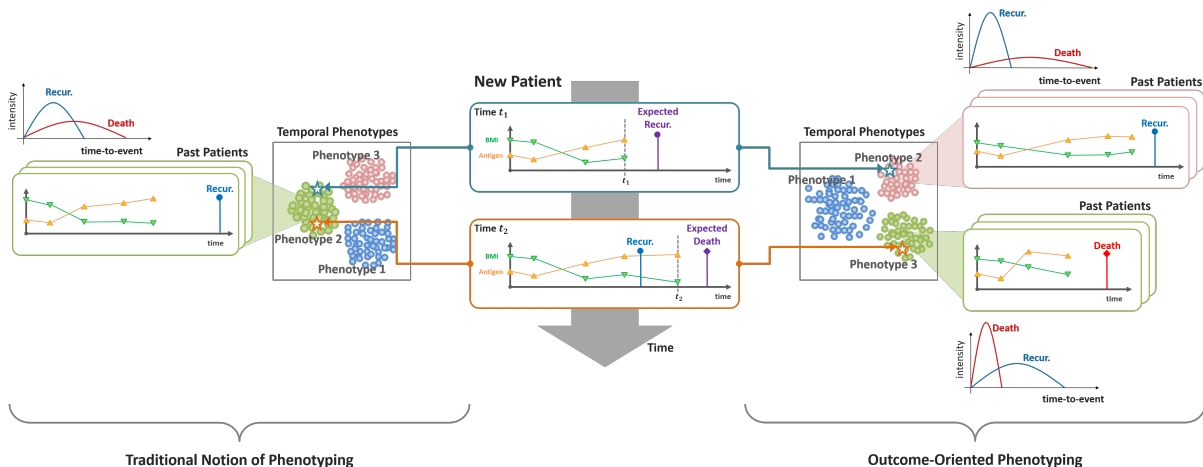 intensity
Recur.
Death
time-to-event
Past Patients
Recur.
time
Temporal Phenotypes
Phenotype 3
Phenotype 2
Phenotype 1
New Patient
Time t1
Expected
Recur.
BMI
Antigen
t1
time
Time t2
Expected
Death
Recur.
BMI
Antigen
t2
time
Time
Temporal Phenotypes
Phenotype 2
Phenotype 1
Phenotype 3
intensity
Recur.
Death
time-to-event
Past Patients
Recur.
time
Past Patients
Death
time
intensity
Death
Recur.
time-to-event
Traditional Notion of Phenotyping
Outcome-Oriented Phenotyping